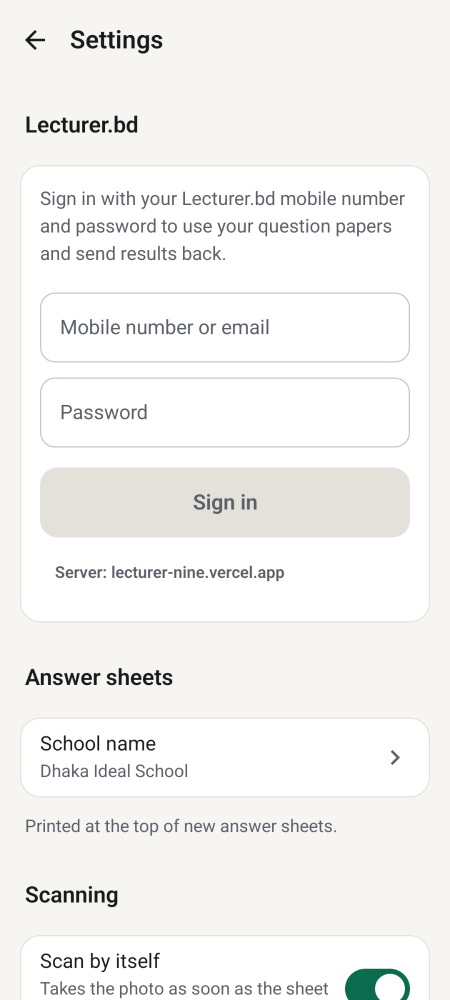 Settings
Lecturer.bd
Sign in with your Lecturer.bd mobile number
and password to use your question papers
and send results back.
Mobile number or email
Password
Sign in
Server: lecturer-nine.vercel.app
Answer sheets
School name
Dhaka Ideal School
Printed at the top of new answer sheets.
Scanning
Scan by itself
Takes the photo as soon as the sheet